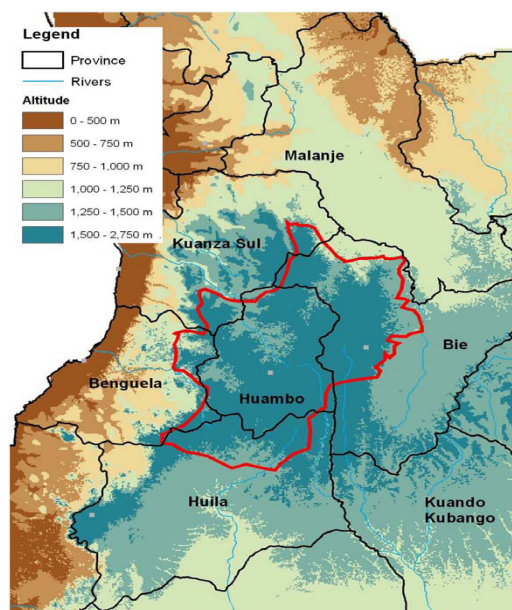 Legend
Province
Rivers
Altitude
0 - 500 m
500 - 750 m
750 - 1,000 m
1,000 - 1,250 m
1,250 - 1,500 m
1,500 - 2,750 m
Malanje
Kuanza Sul
Bie
Benguela
Huambo
Huila
Kuando
Kubango